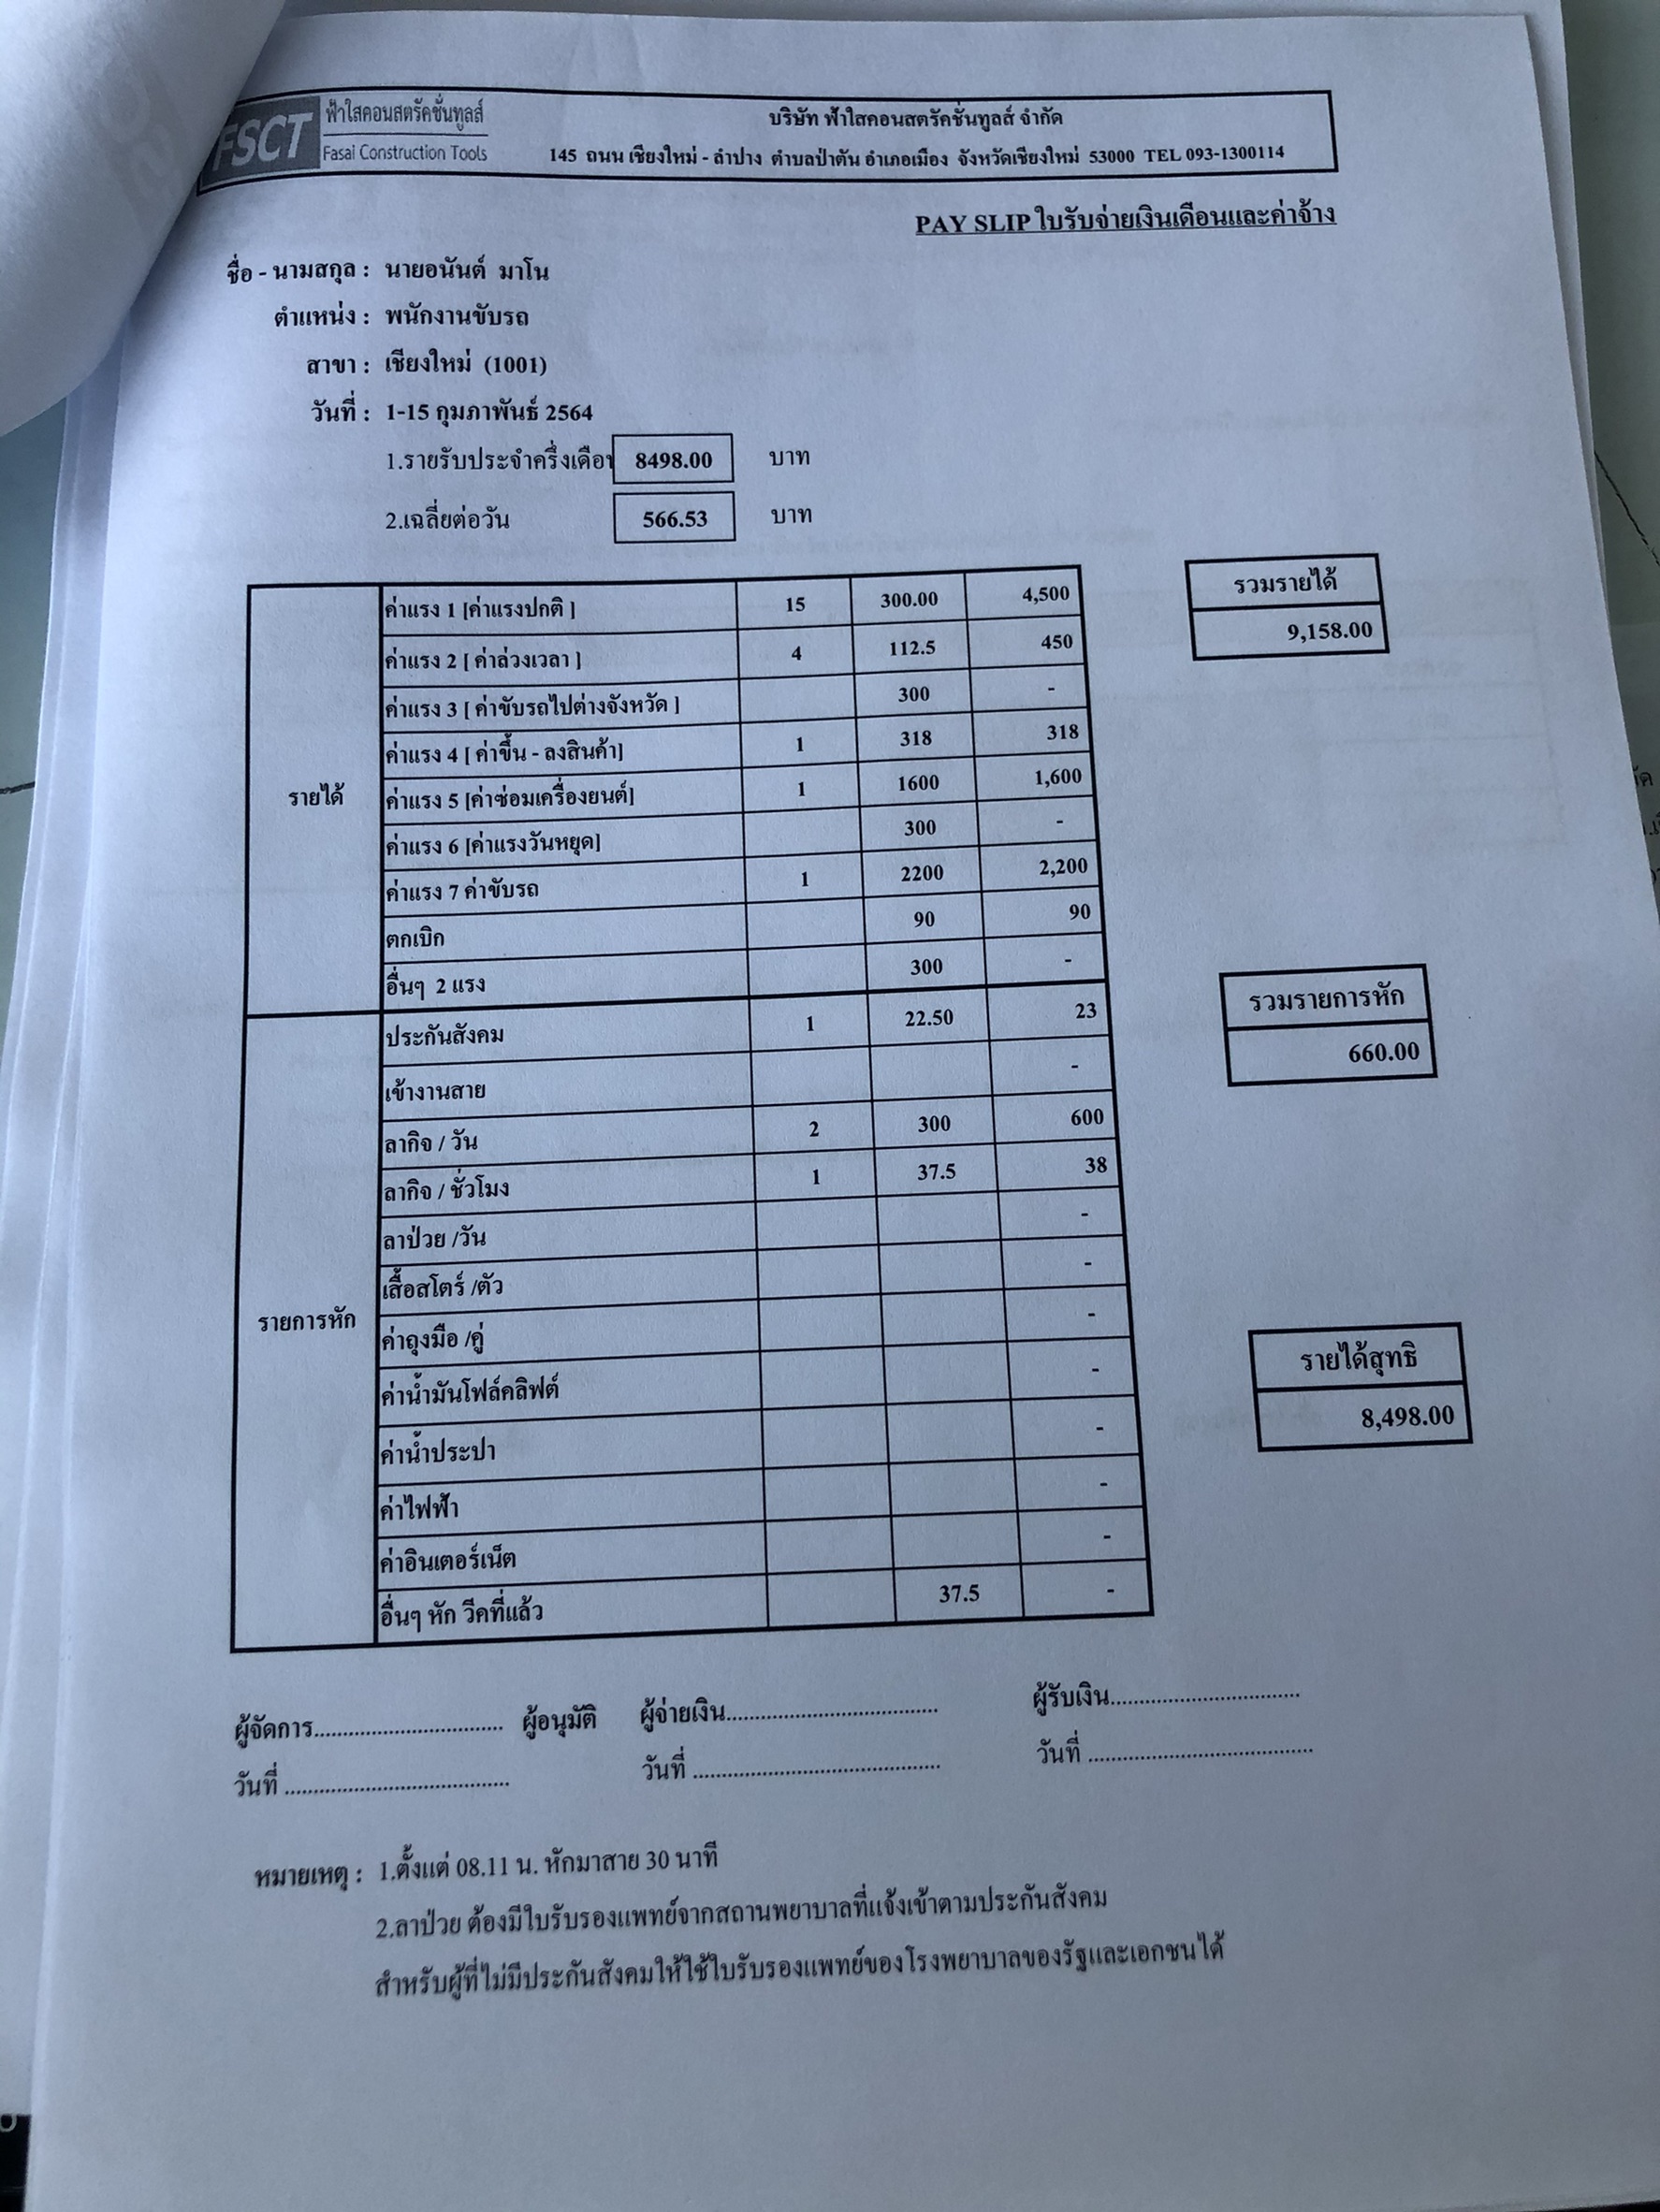 FSCT ฟ้าใสคอนสตรัคชั่นทูลส์
Fasai Construction Tools
บริษัท ฟ้าใสคอนสตรัคชั่นทูลส์ จำกัด
145 ถนน เชียงใหม่ - ลำปาง ตำบลป่าตัน อำเภอเมือง จังหวัดเชียงใหม่ 53000 TEL 093-1300114
PAY SLIP ใบรับจ่ายเงินเดือนและค่าจ้าง
ชื่อ - นามสกุล : นายอนันต์ มาโน
ตำแหน่ง : พนักงานขับรถ
สาขา : เชียงใหม่ (1001)
วันที่ : 1-15 กุมภาพันธ์ 2564
1.รายรับประจำครึ่งเดือน 8498.00 บาท
2.เฉลี่ยต่อวัน 566.53 บาท
รายได้
ค่าแรง 1 [ค่าแรงปกติ ] 15 300.00 4,500
ค่าแรง 2 [ ค่าล่วงเวลา ] 4 112.5 450
ค่าแรง 3 [ ค่าขับรถไปต่างจังหวัด ] 300 -
ค่าแรง 4 [ ค่าขึ้น - ลงสินค้า] 1 318 318
ค่าแรง 5 [ค่าซ่อมเครื่องยนต์] 1 1600 1,600
ค่าแรง 6 [ค่าแรงวันหยุด] 300 -
ค่าแรง 7 ค่าขับรถ 1 2200 2,200
ตกเบิก 90 90
อื่นๆ 2 แรง 300 -
รวมรายได้
9,158.00
รายการหัก
ประกันสังคม 1 22.50 23
เข้างานสาย -
ลากิจ / วัน 2 300 600
ลากิจ / ชั่วโมง 1 37.5 38
ลาป่วย /วัน -
เสื้อสโตร์ /ตัว -
ค่าถุงมือ /คู่ -
ค่าน้ำมันโฟล์คลิฟต์ -
ค่าน้ำประปา -
ค่าไฟฟ้า -
ค่าอินเตอร์เน็ต -
อื่นๆ หัก วีคที่แล้ว 37.5 -
รวมรายการหัก
660.00
รายได้สุทธิ
8,498.00
ผู้จัดการ................................. ผู้อนุมัติ ผู้จ่ายเงิน..................................... ผู้รับเงิน.................................
วันที่ ....................................... วันที่ ........................................... วันที่ .......................................
หมายเหตุ : 1.ตั้งแต่ 08.11 น. หักมาสาย 30 นาที
2.ลาป่วย ต้องมีใบรับรองแพทย์จากสถานพยาบาลที่แจ้งเข้าตามประกันสังคม
สำหรับผู้ที่ไม่มีประกันสังคมให้ใช้ใบรับรองแพทย์ของโรงพยาบาลของรัฐและเอกชนได้